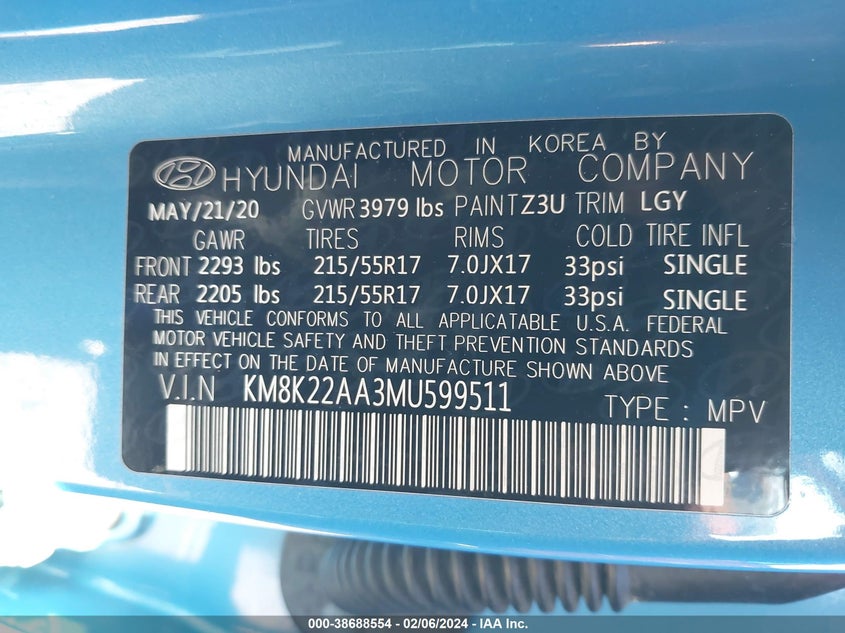 MANUFACTURED IN KOREA BY
HYUNDAI MOTOR COMPANY
MAY/21/20 GVWR 3979 lbs PAINT Z3U TRIM LGY
GAWR TIRES RIMS COLD TIRE INFL
FRONT 2293 lbs 215/55R17 7.0JX17 33psi SINGLE
REAR 2205 lbs 215/55R17 7.0JX17 33psi SINGLE
THIS VEHICLE CONFORMS TO ALL APPLICATABLE U.S.A. FEDERAL
MOTOR VEHICLE SAFETY AND THEFT PREVENTION STANDARDS
IN EFFECT ON THE DATE OF MANUFACTURE SHOWN ABOVE
V.I.N KM8K22AA3MU599511 TYPE : MPV
000-38688554 / 02/06/2024 / IAA Inc.